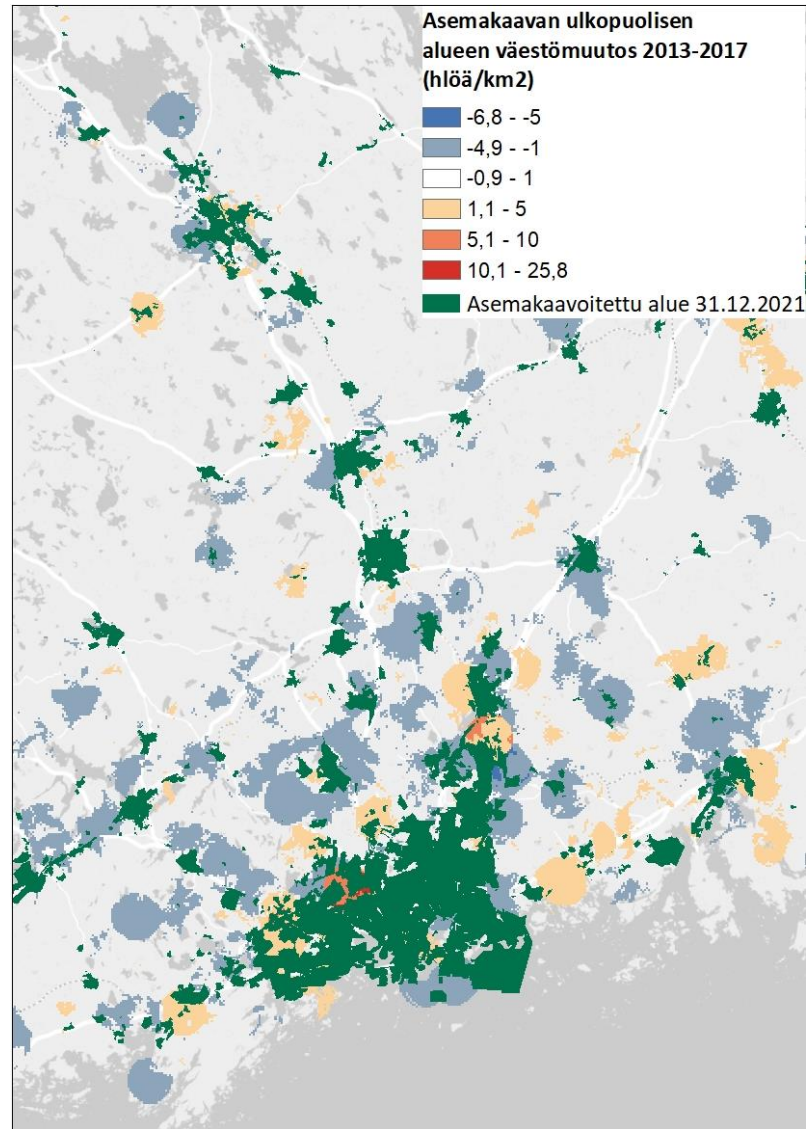 Asemakaavan ulkopuolisen
alueen väestömuutos 2013-2017
(hlöä/km2)
-6,8 - -5
-4,9 - -1
-0,9 - 1
1,1 - 5
5,1 - 10
10,1 - 25,8
Asemakaavoitettu alue 31.12.2021